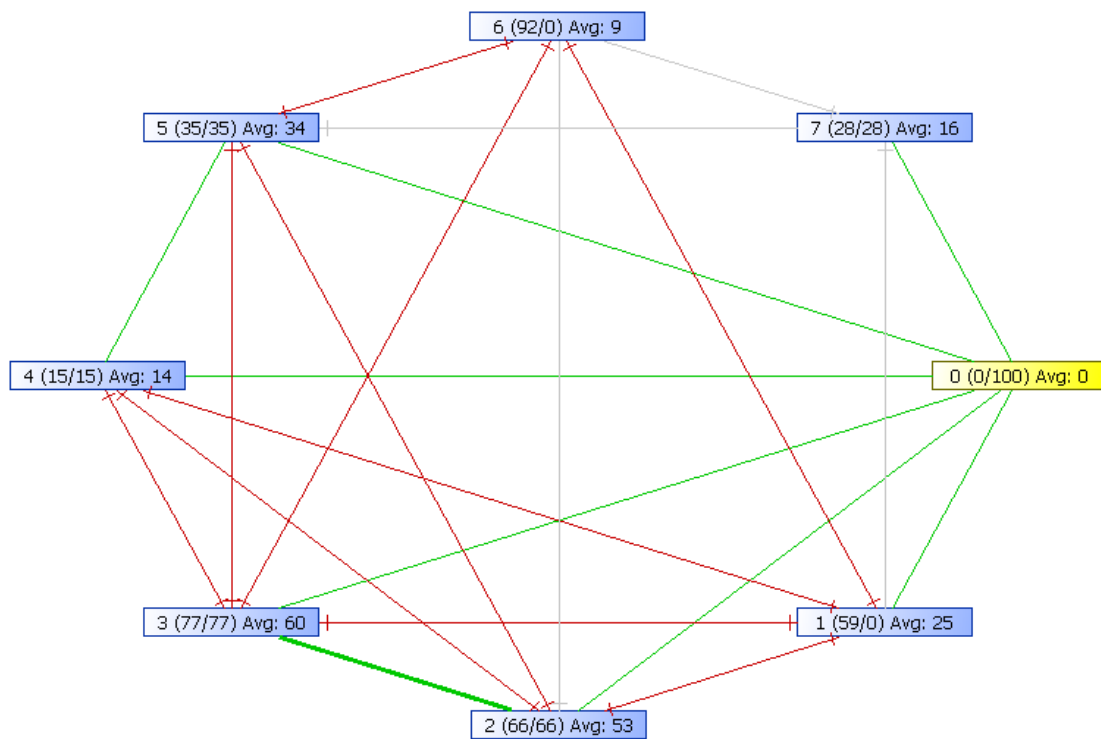 6 (92/0) Avg: 9
5 (35/35) Avg: 34
7 (28/28) Avg: 16
4 (15/15) Avg: 14
0 (0/100) Avg: 0
3 (77/77) Avg: 60
1 (59/0) Avg: 25
2 (66/66) Avg: 53